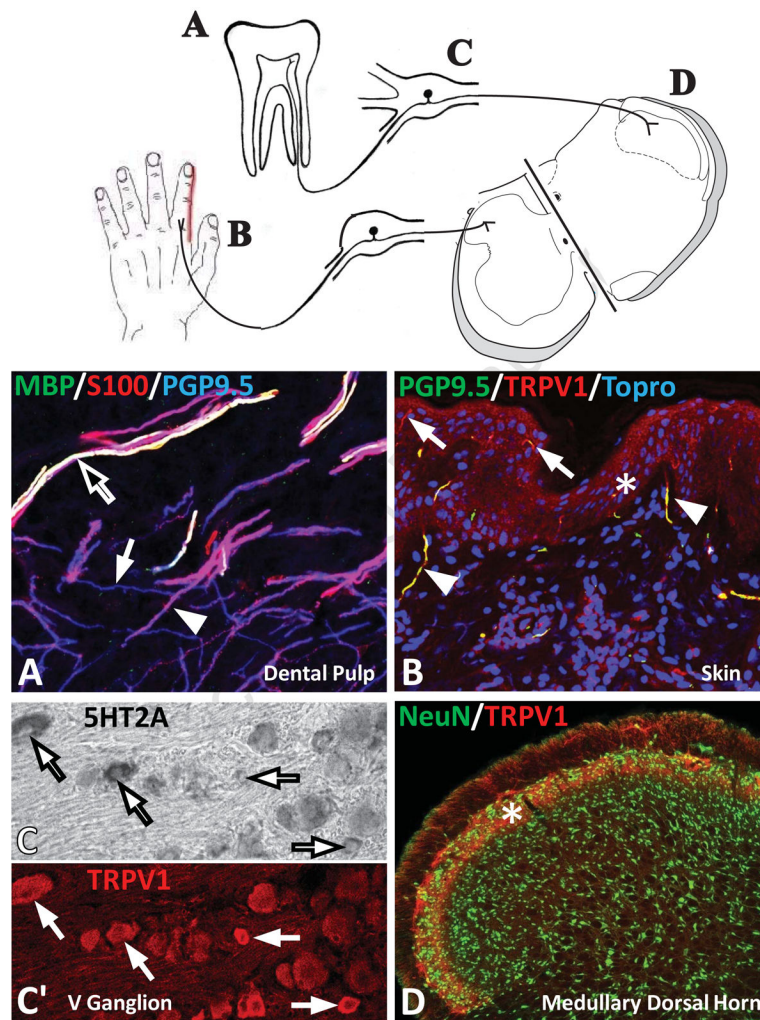 A
C
D
B
MBP/S100/PGP9.5
A
Dental Pulp
PGP9.5/TRPV1/Topro
*
B
Skin
5HT2A
C
TRPV1
C'
V Ganglion
NeuN/TRPV1
*
D
Medullary Dorsal Horn